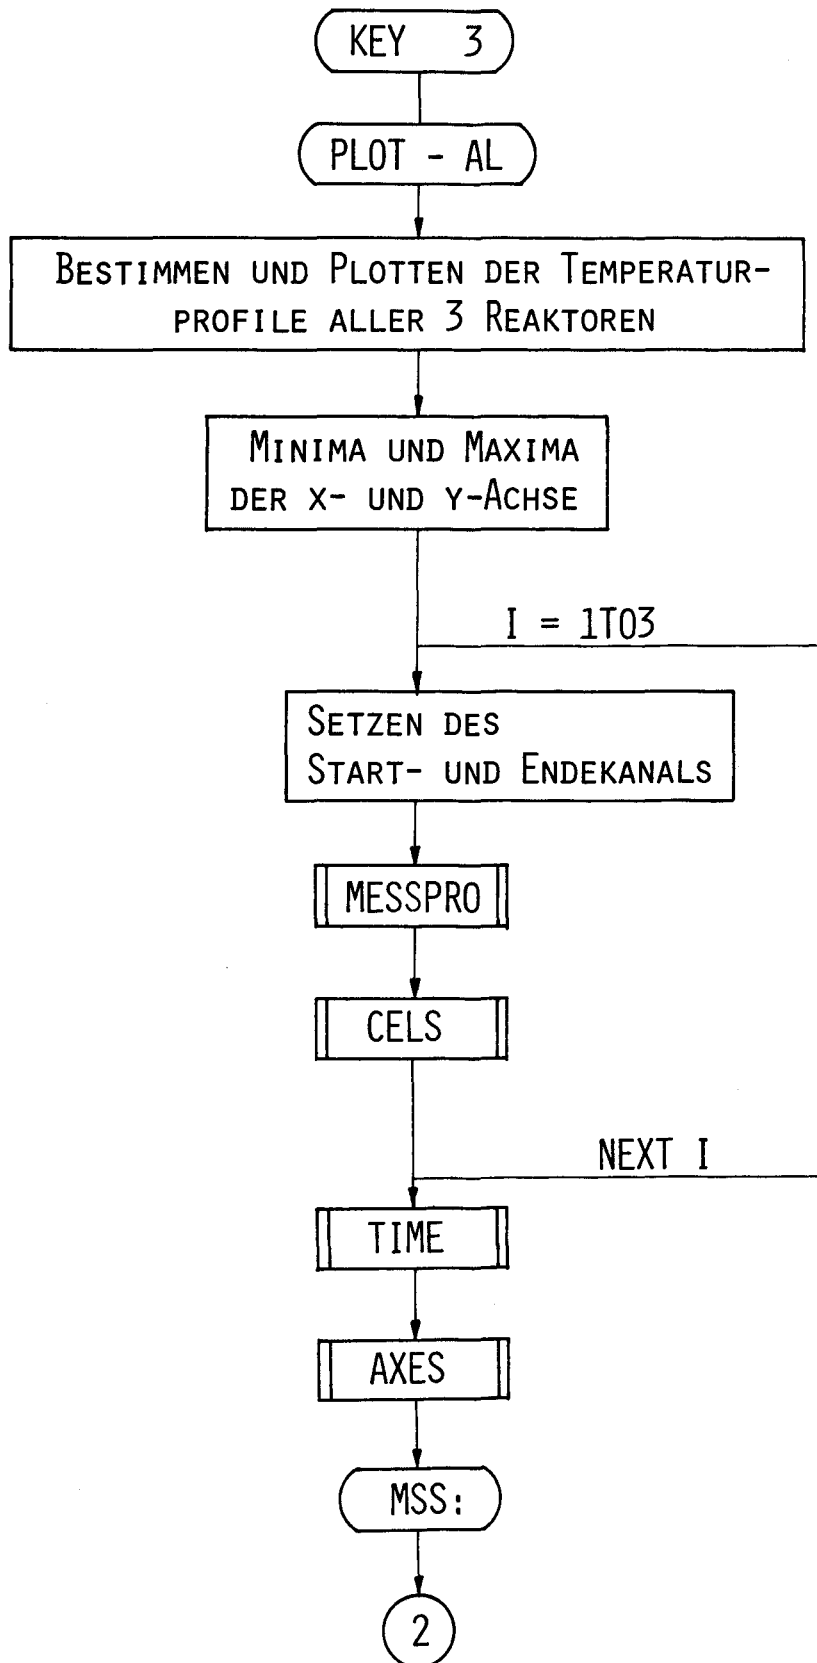 KEY 3
PLOT - AL
BESTIMMEN UND PLOTTEN DER TEMPERATUR-
PROFILE ALLER 3 REAKTOREN
MINIMA UND MAXIMA
DER X- UND Y-ACHSE
I = 1TO3
SETZEN DES
START- UND ENDEKANALS
MESSPRO
CELS
NEXT I
TIME
AXES
MSS:
2